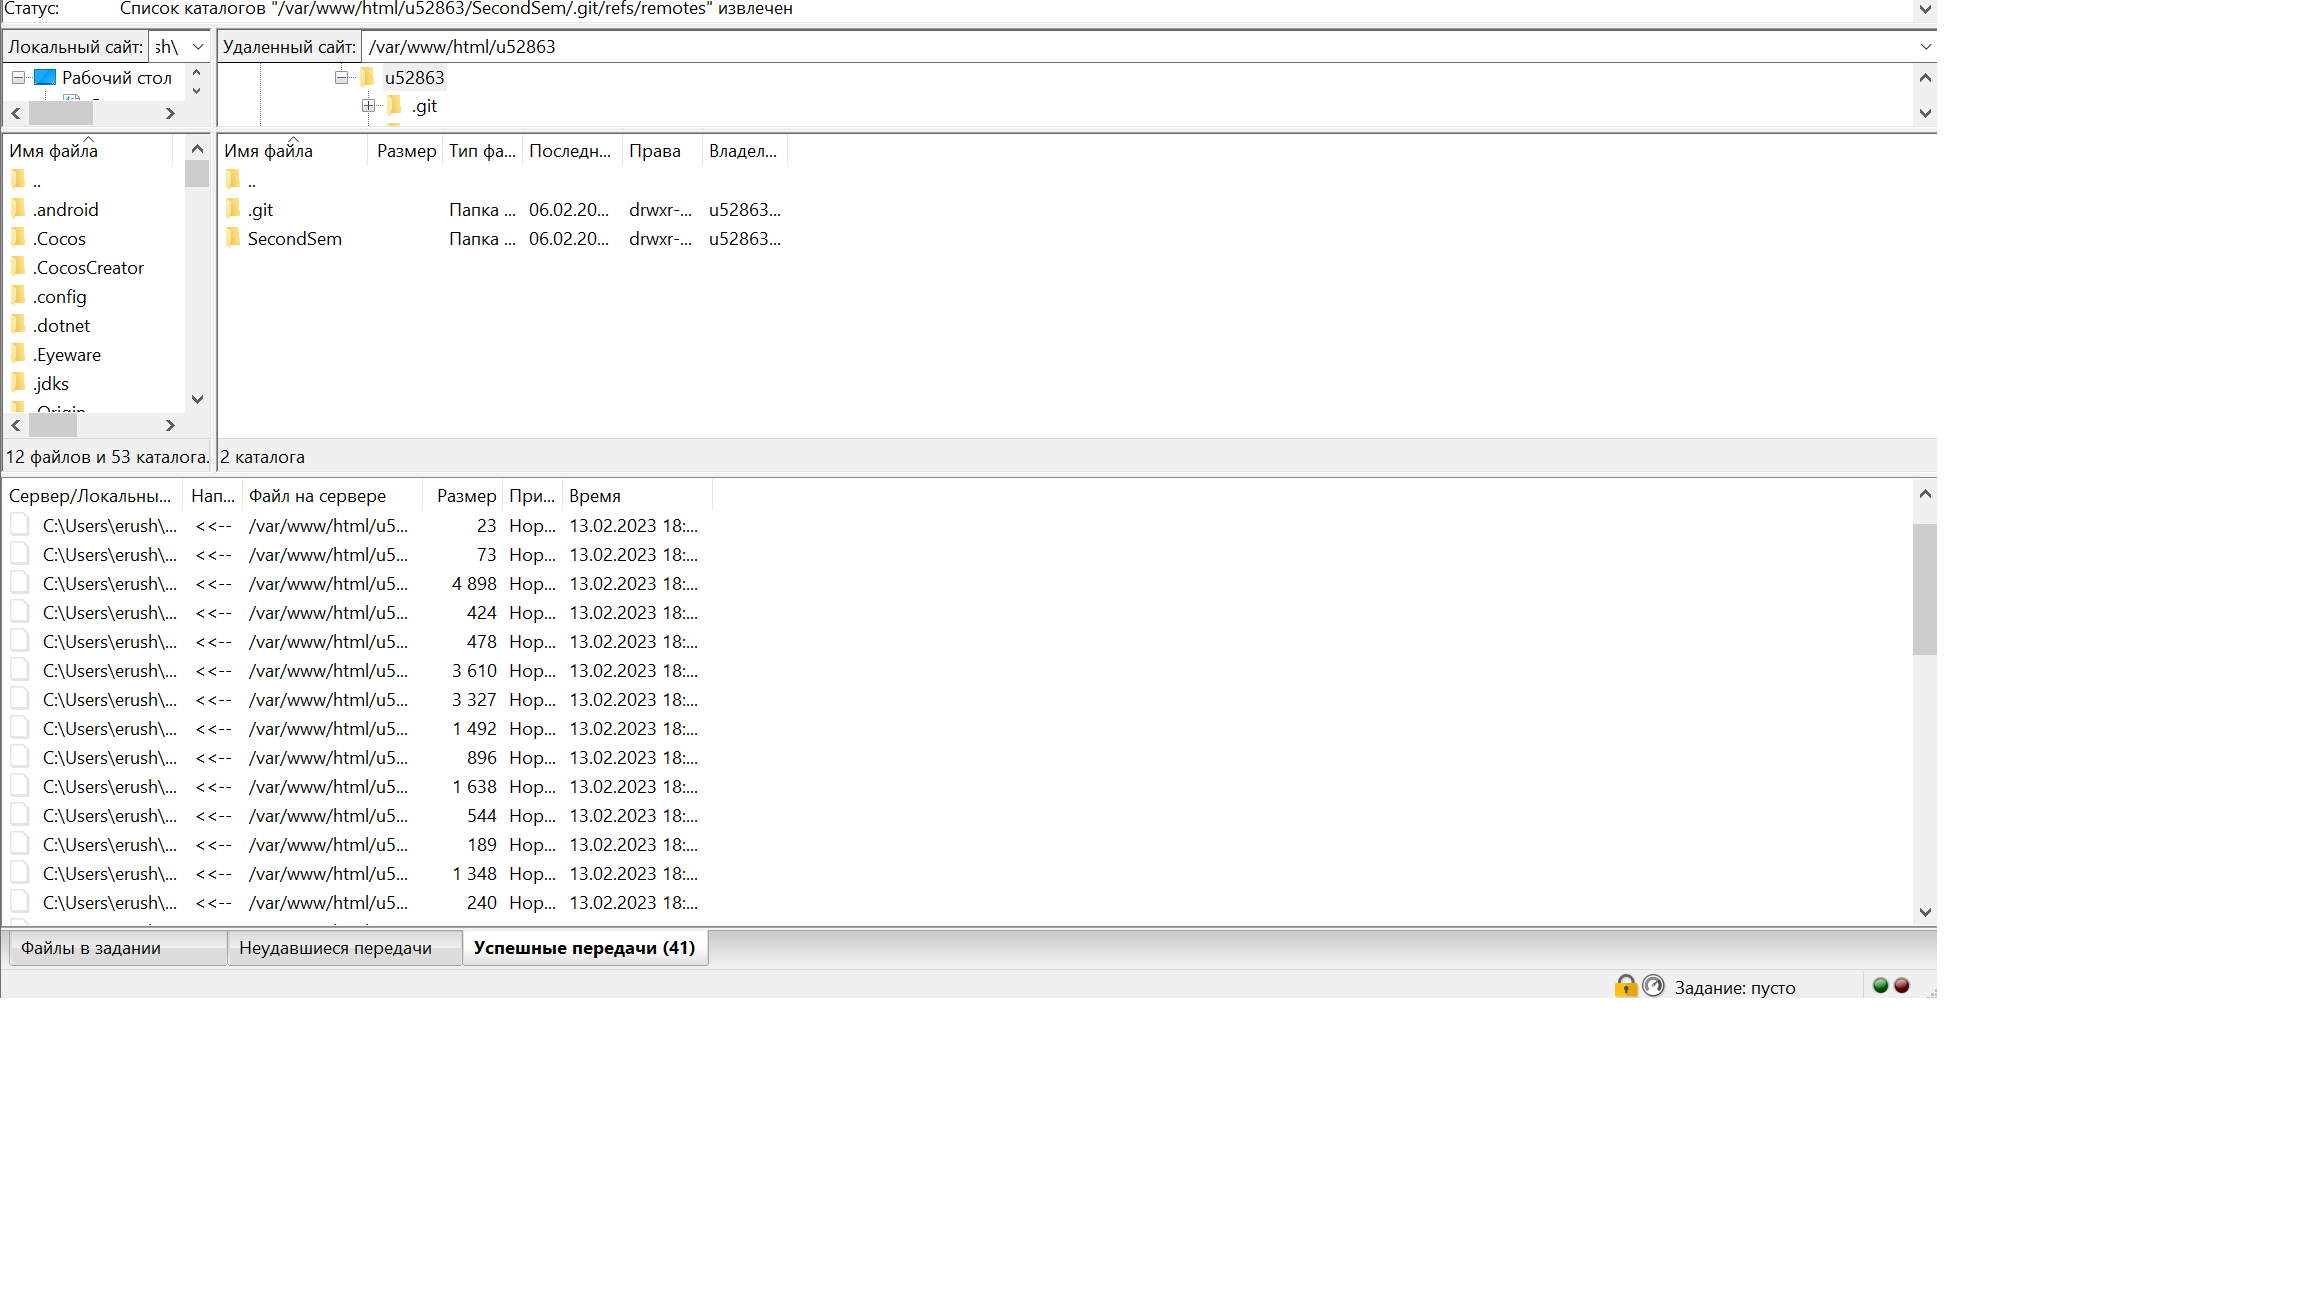 Статус: Список каталогов "/var/www/html/u52863/SecondSem/.git/refs/remotes" извлечен
Локальный сайт: sh\ Удаленный сайт: /var/www/html/u52863
Рабочий стол u52863
.git
Имя файла Имя файла Размер Тип фа... Последн... Права Владел...
.. ..
.android .git Папка ... 06.02.20... drwxr-... u52863...
.Cocos SecondSem Папка ... 06.02.20... drwxr-... u52863...
.CocosCreator
.config
.dotnet
.Eyeware
.jdks
.Origin
12 файлов и 53 каталога. 2 каталога
Сервер/Локальны... Нап... Файл на сервере Размер При... Время
C:\Users\erush\... <<-- /var/www/html/u5... 23 Нор... 13.02.2023 18:...
C:\Users\erush\... <<-- /var/www/html/u5... 73 Нор... 13.02.2023 18:...
C:\Users\erush\... <<-- /var/www/html/u5... 4 898 Нор... 13.02.2023 18:...
C:\Users\erush\... <<-- /var/www/html/u5... 424 Нор... 13.02.2023 18:...
C:\Users\erush\... <<-- /var/www/html/u5... 478 Нор... 13.02.2023 18:...
C:\Users\erush\... <<-- /var/www/html/u5... 3 610 Нор... 13.02.2023 18:...
C:\Users\erush\... <<-- /var/www/html/u5... 3 327 Нор... 13.02.2023 18:...
C:\Users\erush\... <<-- /var/www/html/u5... 1 492 Нор... 13.02.2023 18:...
C:\Users\erush\... <<-- /var/www/html/u5... 896 Нор... 13.02.2023 18:...
C:\Users\erush\... <<-- /var/www/html/u5... 1 638 Нор... 13.02.2023 18:...
C:\Users\erush\... <<-- /var/www/html/u5... 544 Нор... 13.02.2023 18:...
C:\Users\erush\... <<-- /var/www/html/u5... 189 Нор... 13.02.2023 18:...
C:\Users\erush\... <<-- /var/www/html/u5... 1 348 Нор... 13.02.2023 18:...
C:\Users\erush\... <<-- /var/www/html/u5... 240 Нор... 13.02.2023 18:...
Файлы в задании Неудавшиеся передачи Успешные передачи (41)
Задание: пусто